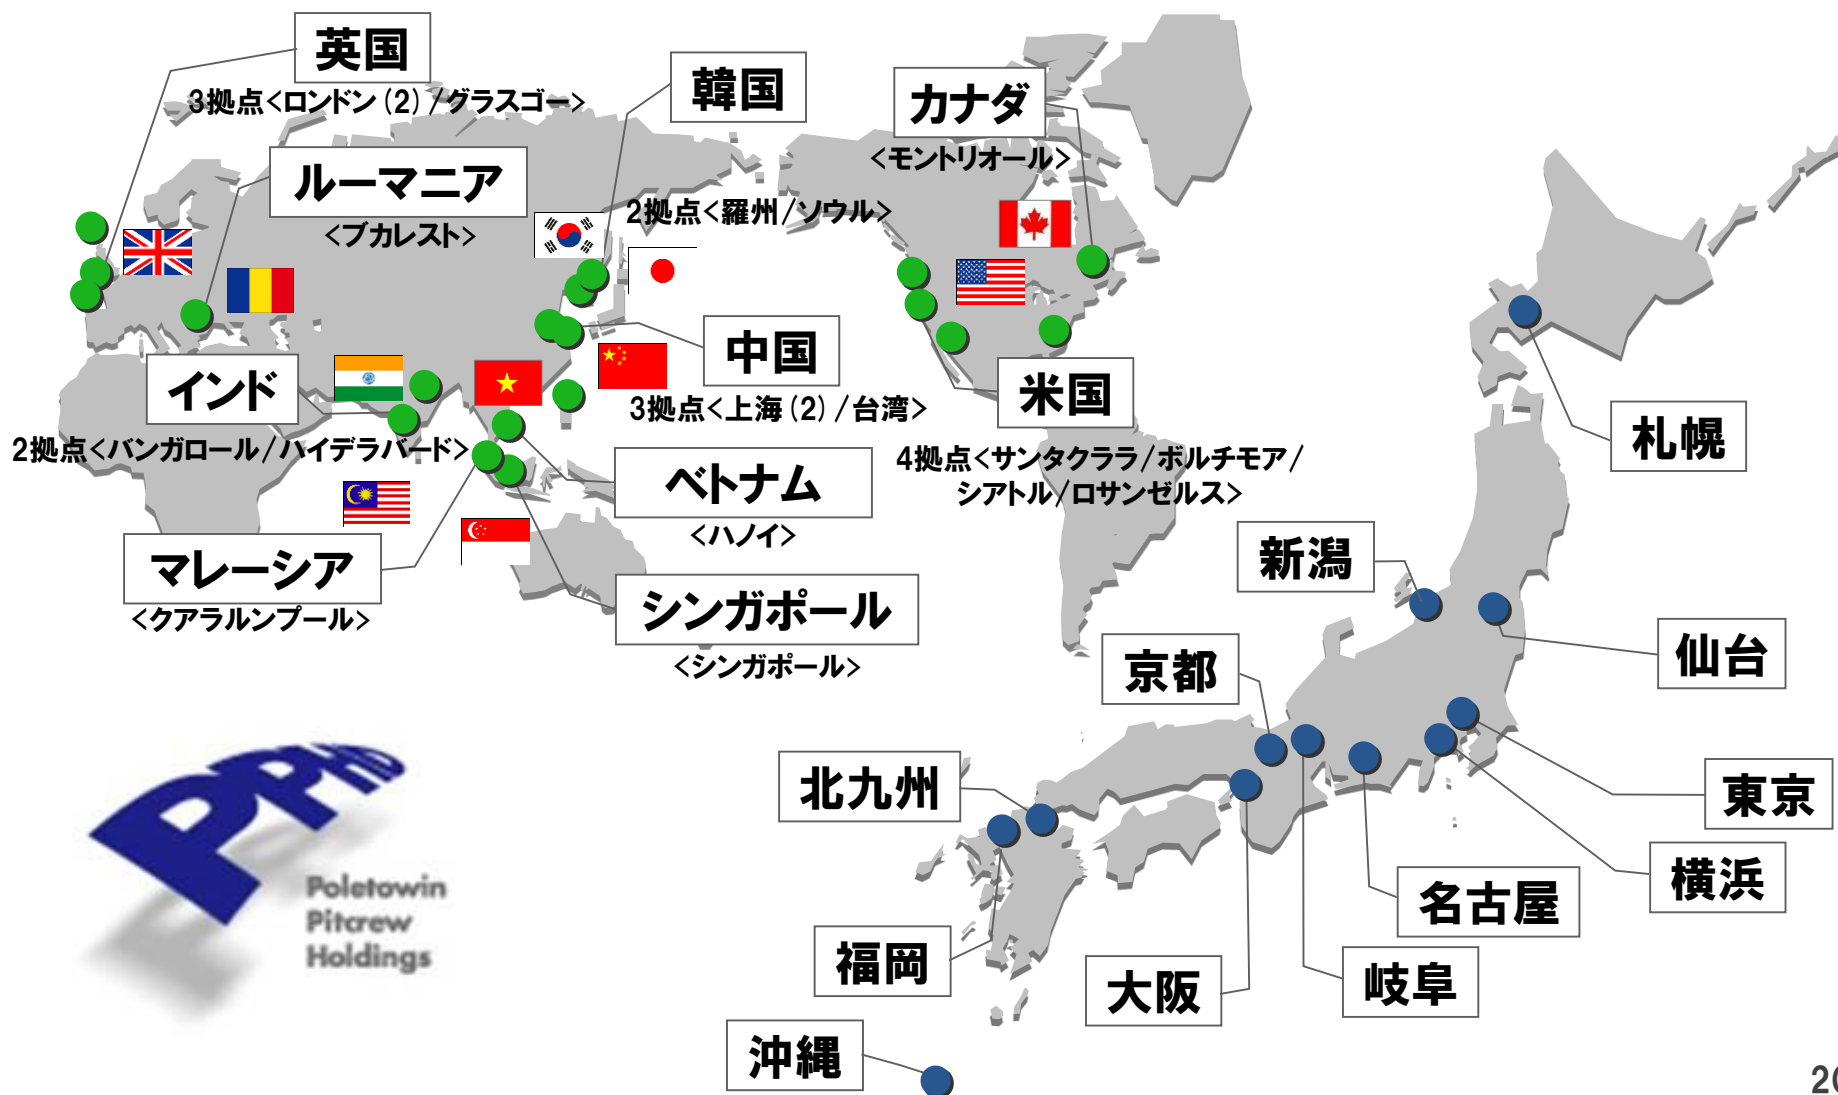 英国
3拠点<ロンドン(2)/グラスゴー>
韓国
2拠点<羅州/ソウル>
カナダ
<モントリオール>
ルーマニア
<ブカレスト>
中国
3拠点<上海(2)/台湾>
インド
2拠点<バンガロール/ハイデラバード>
米国
4拠点<サンタクララ/ボルチモア/
シアトル/ロサンゼルス>
ベトナム
<ハノイ>
マレーシア
<クアラルンプール>
シンガポール
<シンガポール>
札幌
新潟
仙台
京都
東京
北九州
横浜
名古屋
福岡
岐阜
大阪
沖縄
PPHD
Poletowin
Pitcrew
Holdings